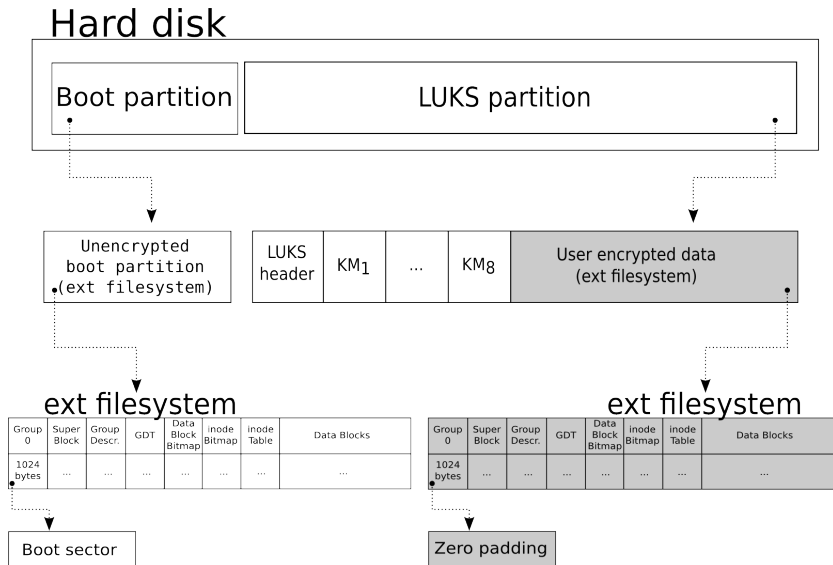 Hard disk
Boot partition
LUKS partition
Unencrypted
boot partition
(ext filesystem)
LUKS
header
KM1
...
KM8
User encrypted data
(ext filesystem)
ext filesystem
Group
0
Super
Block
Group
Descr.
GDT
Data
Block
Bitmap
inode
Bitmap
inode
Table
Data Blocks
1024
bytes
...
...
...
...
...
...
...
Boot sector
ext filesystem
Group
0
Super
Block
Group
Descr.
GDT
Data
Block
Bitmap
inode
Bitmap
inode
Table
Data Blocks
1024
bytes
...
...
...
...
...
...
...
Zero padding